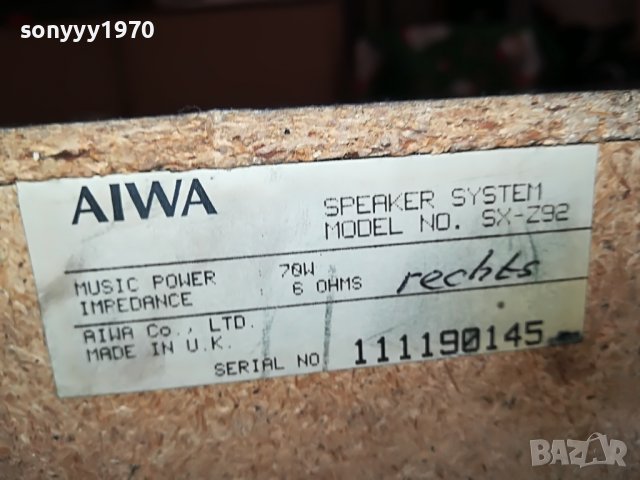 sonyyy1970
AIWA
SPEAKER SYSTEM
MODEL NO. SX-Z92
MUSIC POWER 70W
IMPEDANCE 6 OHMS
rechts
AIWA Co., LTD.
MADE IN U.K.
SERIAL NO 111190145
BAZAR